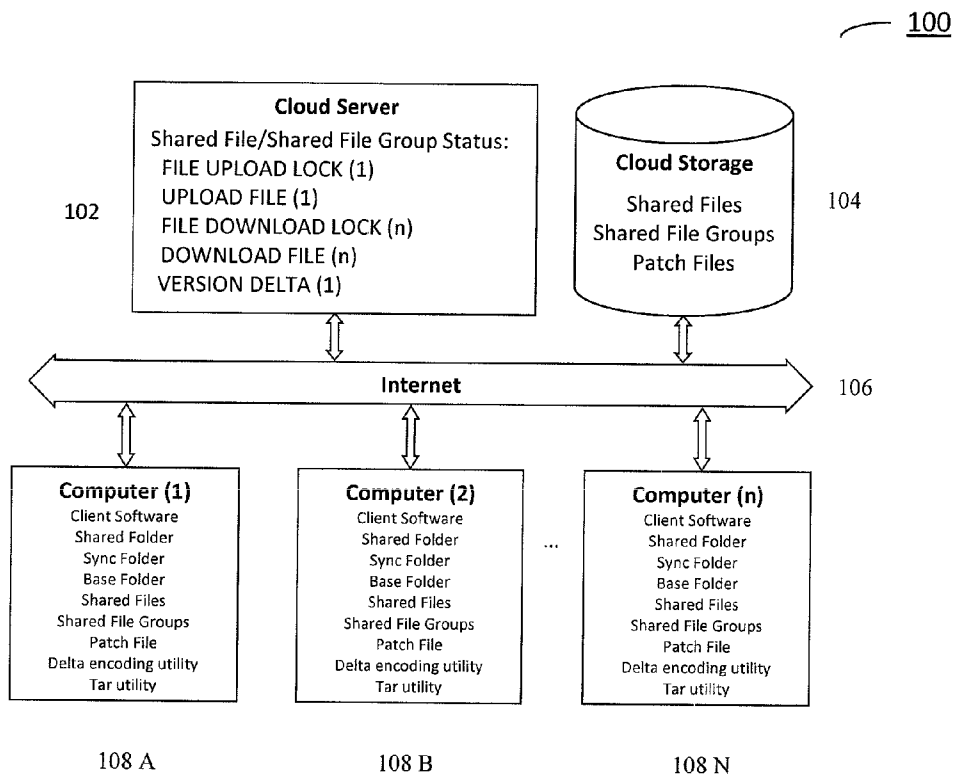 100
Cloud Server
Shared File/Shared File Group Status:
FILE UPLOAD LOCK (1)
UPLOAD FILE (1)
FILE DOWNLOAD LOCK (n)
DOWNLOAD FILE (n)
VERSION DELTA (1)
102
Cloud Storage
Shared Files
Shared File Groups
Patch Files
104
Internet
106
Computer (1)
Client Software
Shared Folder
Sync Folder
Base Folder
Shared Files
Shared File Groups
Patch File
Delta encoding utility
Tar utility
Computer (2)
Client Software
Shared Folder
Sync Folder
Base Folder
Shared Files
Shared File Groups
Patch File
Delta encoding utility
Tar utility
...
Computer (n)
Client Software
Shared Folder
Sync Folder
Base Folder
Shared Files
Shared File Groups
Patch File
Delta encoding utility
Tar utility
108 A
108 B
108 N